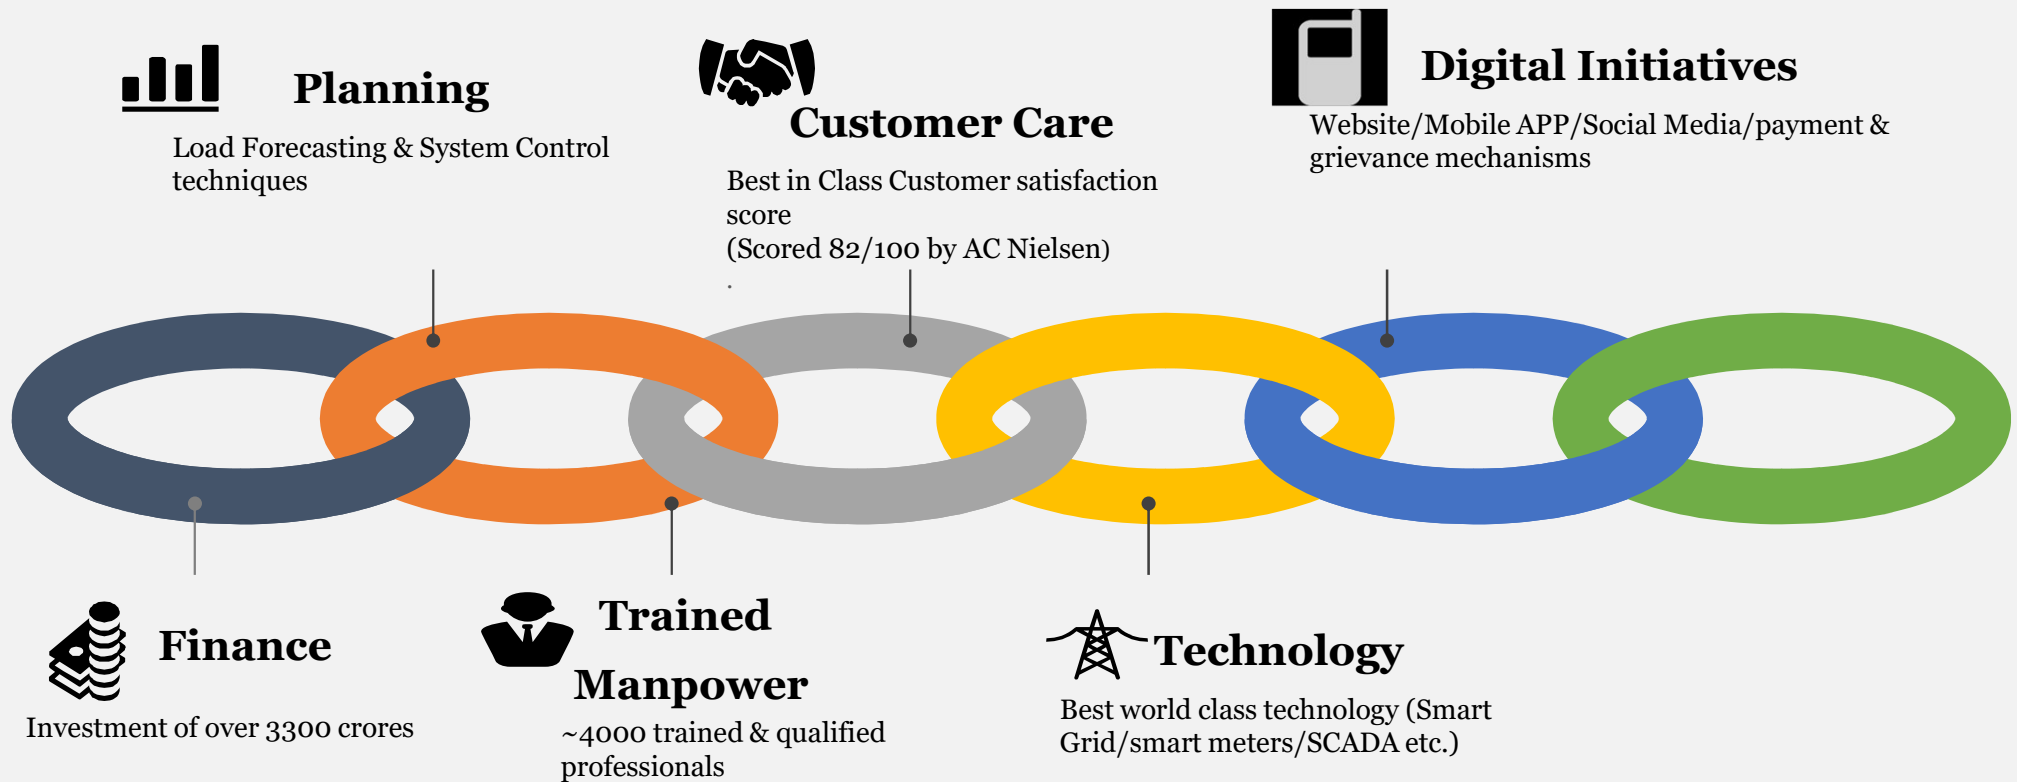 Planning
Load Forecasting & System Control
techniques
Customer Care
Best in Class Customer satisfaction
score
(Scored 82/100 by AC Nielsen)
.
Digital Initiatives
Website/Mobile APP/Social Media/payment &
grievance mechanisms
Finance
Investment of over 3300 crores
Trained
Manpower
~4000 trained & qualified
professionals
Technology
Best world class technology (Smart
Grid/smart meters/SCADA etc.)